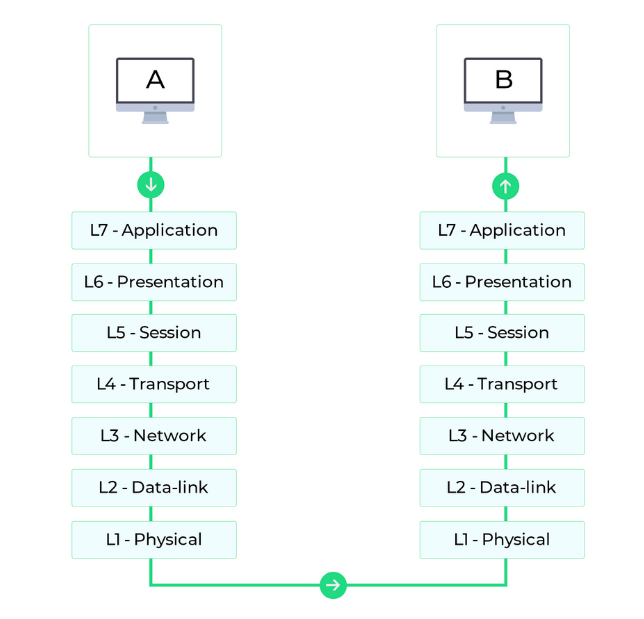 A
B
L7 - Application
L7 - Application
L6 - Presentation
L6 - Presentation
L5 - Session
L5 - Session
L4 - Transport
L4 - Transport
L3 - Network
L3 - Network
L2 - Data-link
L2 - Data-link
L1 - Physical
L1 - Physical